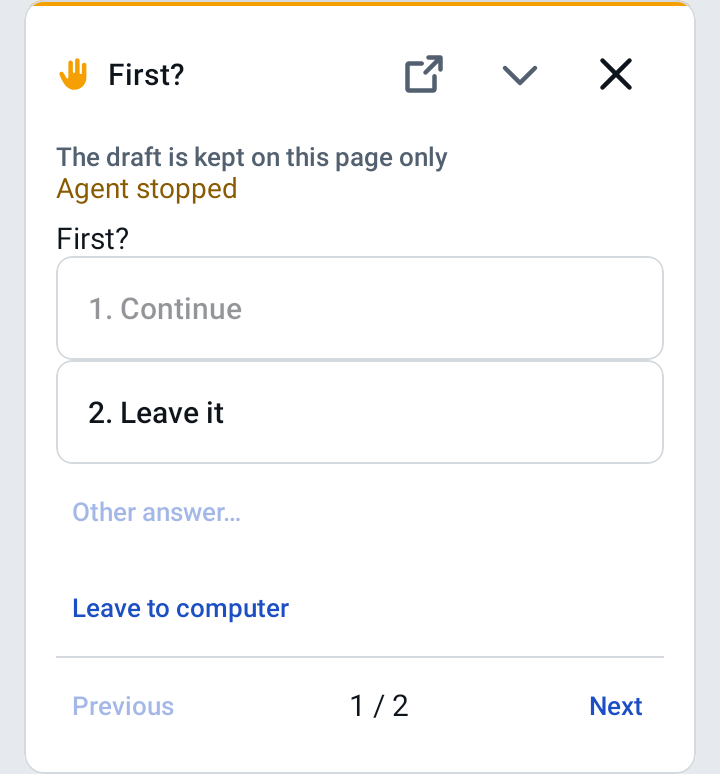 First?
The draft is kept on this page only
Agent stopped
First?
1. Continue
2. Leave it
Other answer…
Leave to computer
Previous
1 / 2
Next